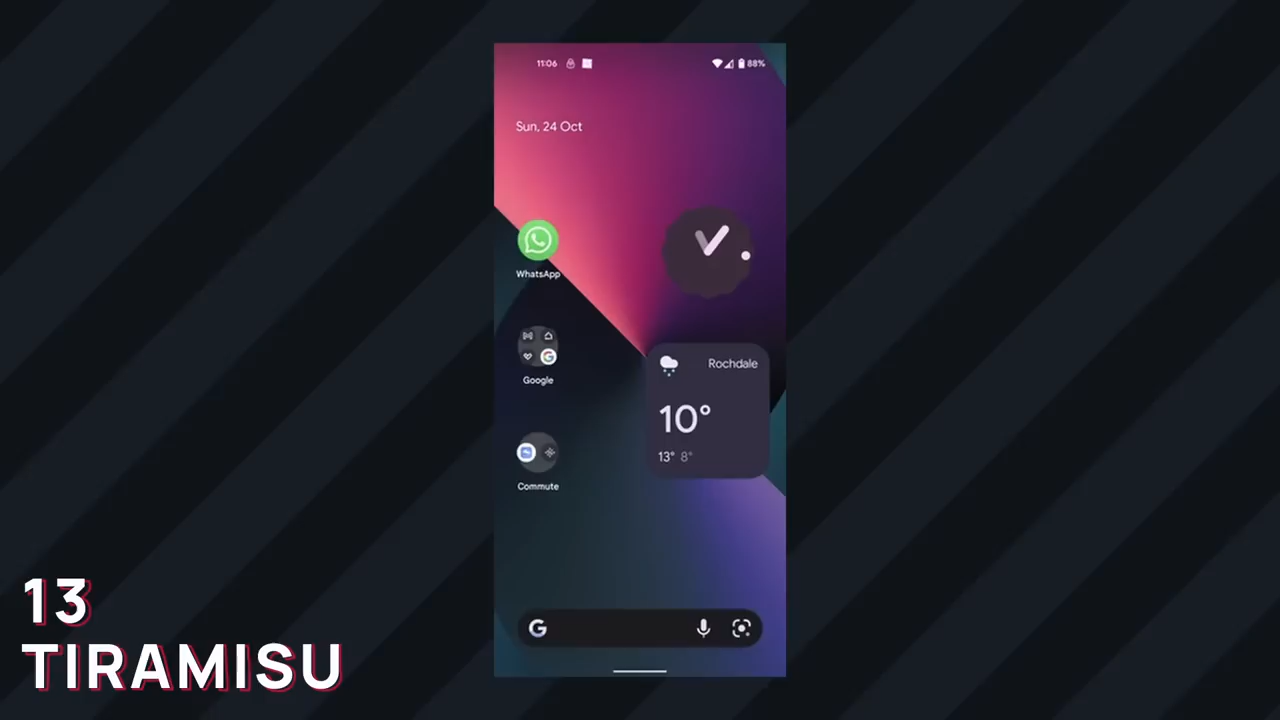 11:06 88%
Sun, 24 Oct
WhatsApp
Rochdale
Google
10°
13° 8°
Commute
G
13
TIRAMISU